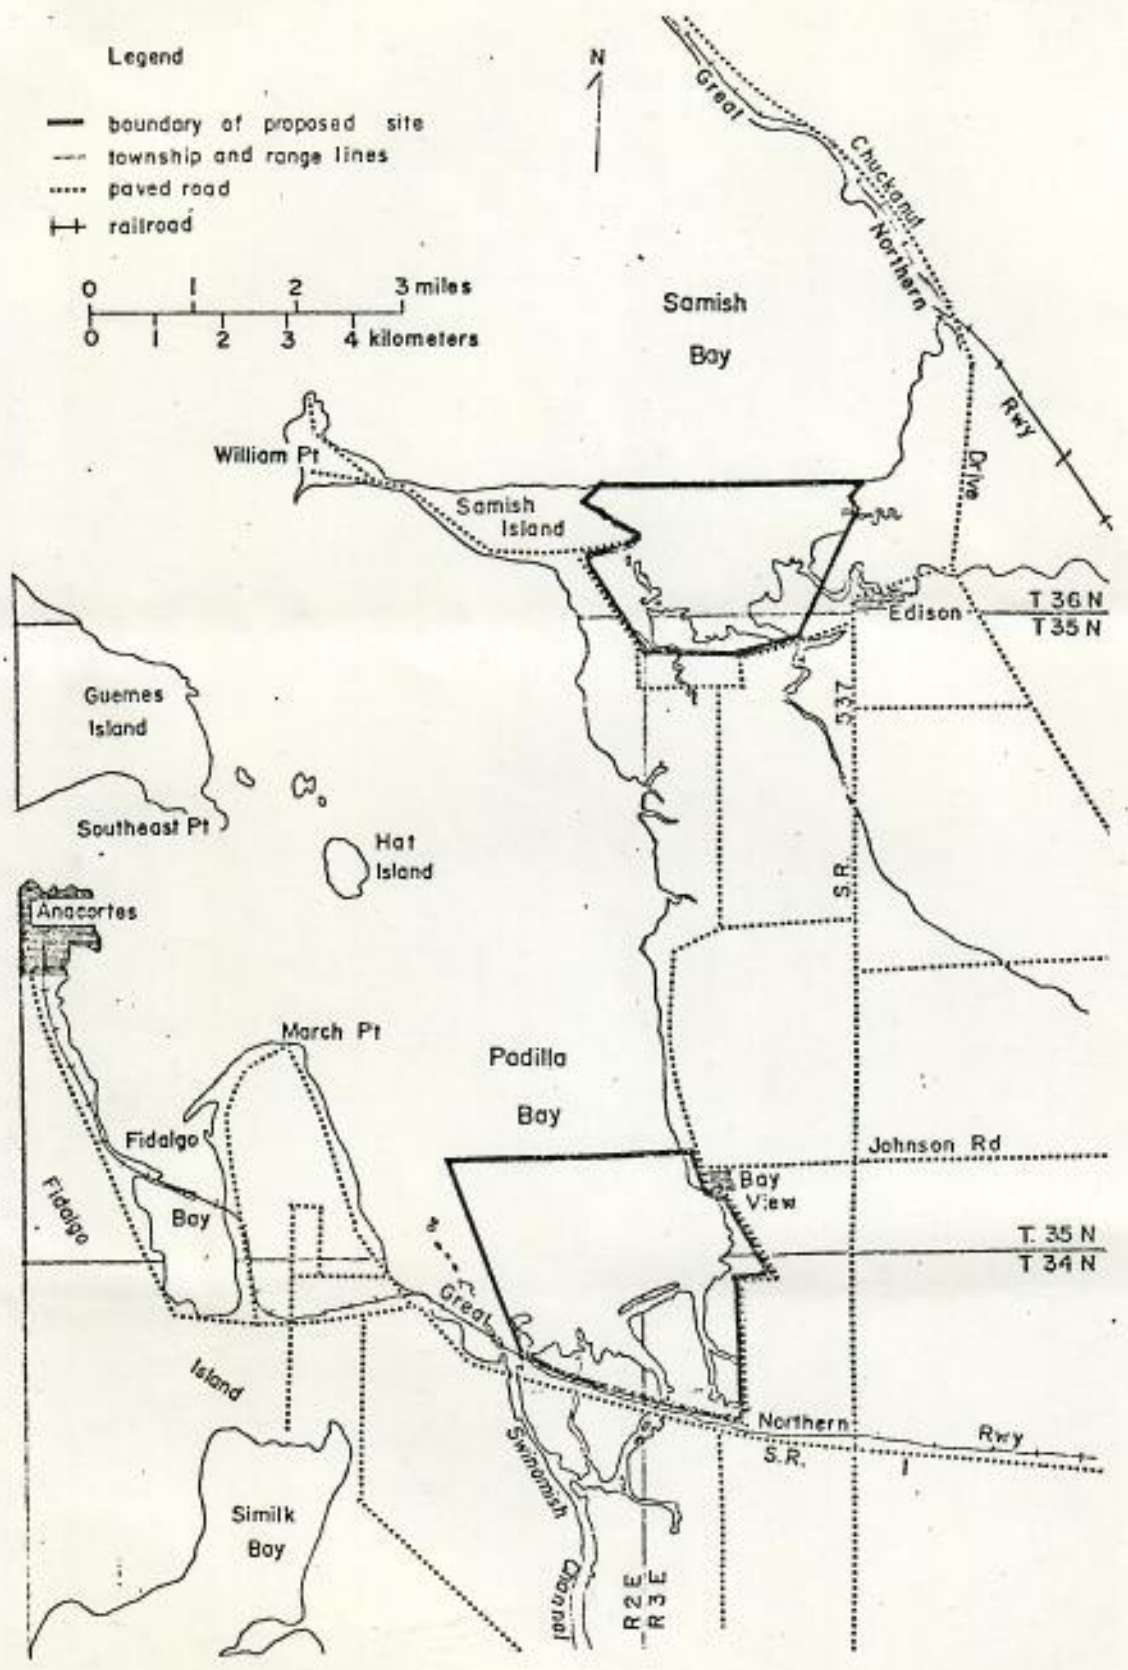 Legend
N
boundary of proposed site
township and range lines
paved road
railroad
0 1 2 3 miles
0 1 2 3 4 kilometers
Great
Chuckanut
Northern
Samish
Bay
Rwy
Drive
William Pt
Samish
Island
T 36 N
Edison
T 35 N
Guemes
Island
537
Southeast Pt
Hat
Island
S.R.
Anacortes
March Pt
Padilla
Bay
Fidalgo
Johnson Rd
Bay
View
Fidalgo
Bay
T. 35 N
T 34 N
Great
Island
Northern
Rwy
S.R. 1
Swinomish
Similk
Bay
Channel
R2E
R3E